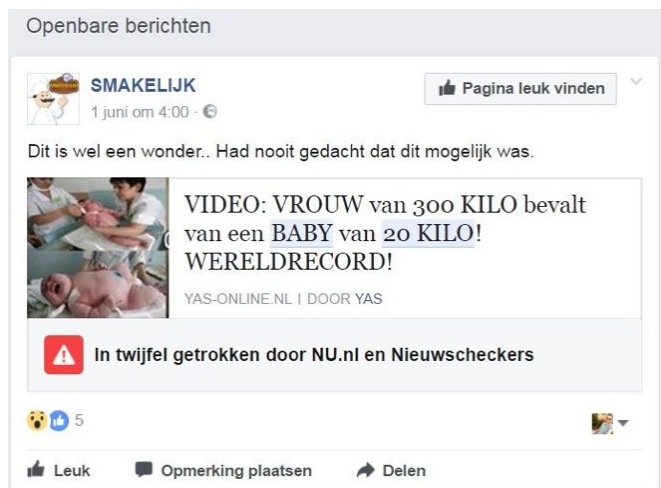 Openbare berichten
SMAKELIJK
Pagina leuk vinden
1 juni om 4:00 ·
Dit is wel een wonder.. Had nooit gedacht dat dit mogelijk was.
VIDEO: VROUW van 300 KILO bevalt
van een BABY van 20 KILO!
WERELDRECORD!
YAS-ONLINE.NL | DOOR YAS
In twijfel getrokken door NU.nl en Nieuwscheckers
5
Leuk
Opmerking plaatsen
Delen